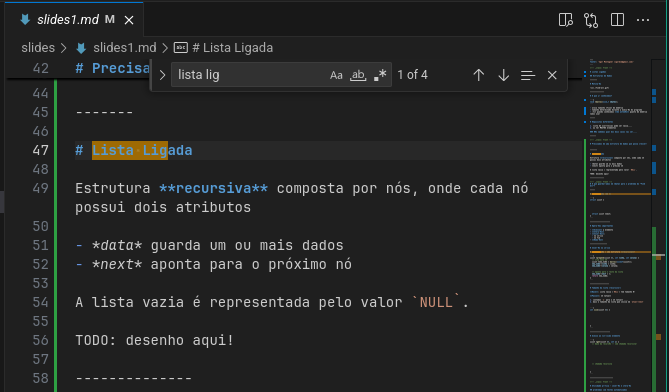 slides1.md M
slides > slides1.md > # Lista Ligada
42 # Precisa
lista lig Aa ab .* 1 of 4
44
45 -------
46
47 # Lista Ligada
48
49 Estrutura **recursiva** composta por nós, onde cada nó
possui dois atributos
50
51 - *data* guarda um ou mais dados
52 - *next* aponta para o próximo nó
53
54 A lista vazia é representada pelo valor `NULL`.
55
56 TODO: desenho aqui!
57
58 --------------